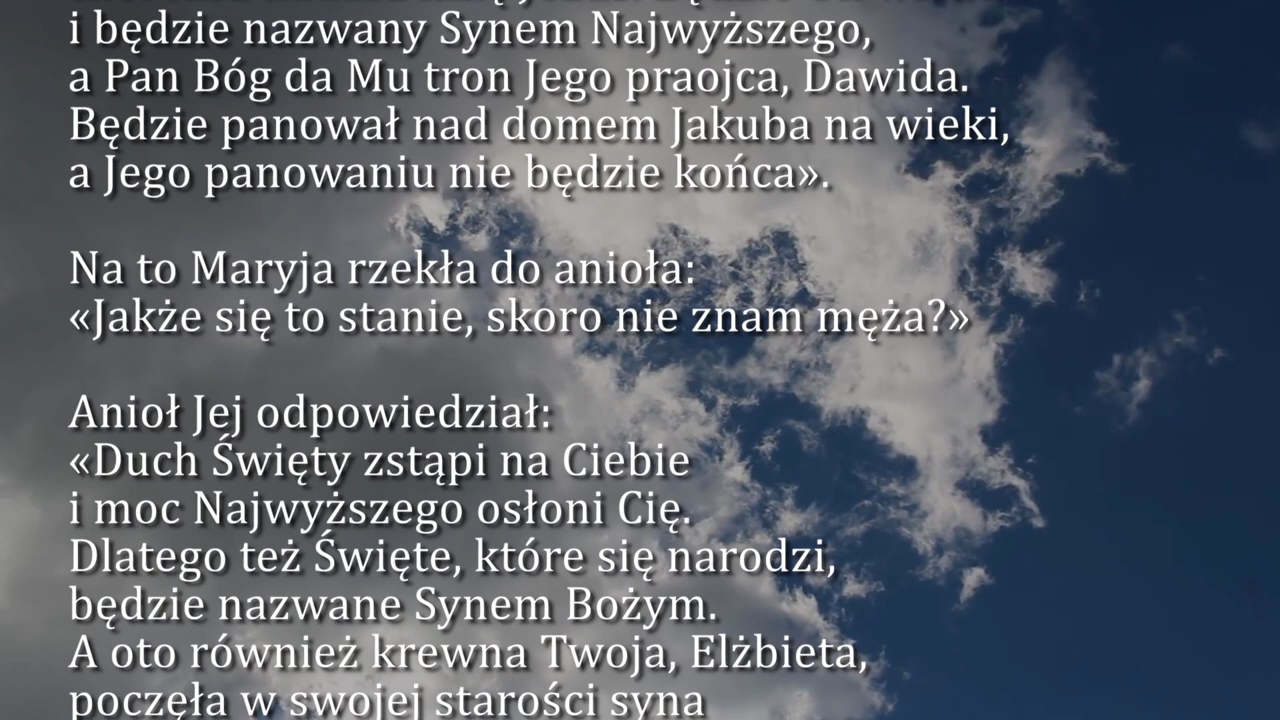 i będzie nazwany Synem Najwyższego,
a Pan Bóg da Mu tron Jego praojca, Dawida.
Będzie panował nad domem Jakuba na wieki,
a Jego panowaniu nie będzie końca».
Na to Maryja rzekła do anioła:
«Jakże się to stanie, skoro nie znam męża?»
Anioł Jej odpowiedział:
«Duch Święty zstąpi na Ciebie
i moc Najwyższego osłoni Cię.
Dlatego też Święte, które się narodzi,
będzie nazwane Synem Bożym.
A oto również krewna Twoja, Elżbieta,
poczęła w swojej starości syna